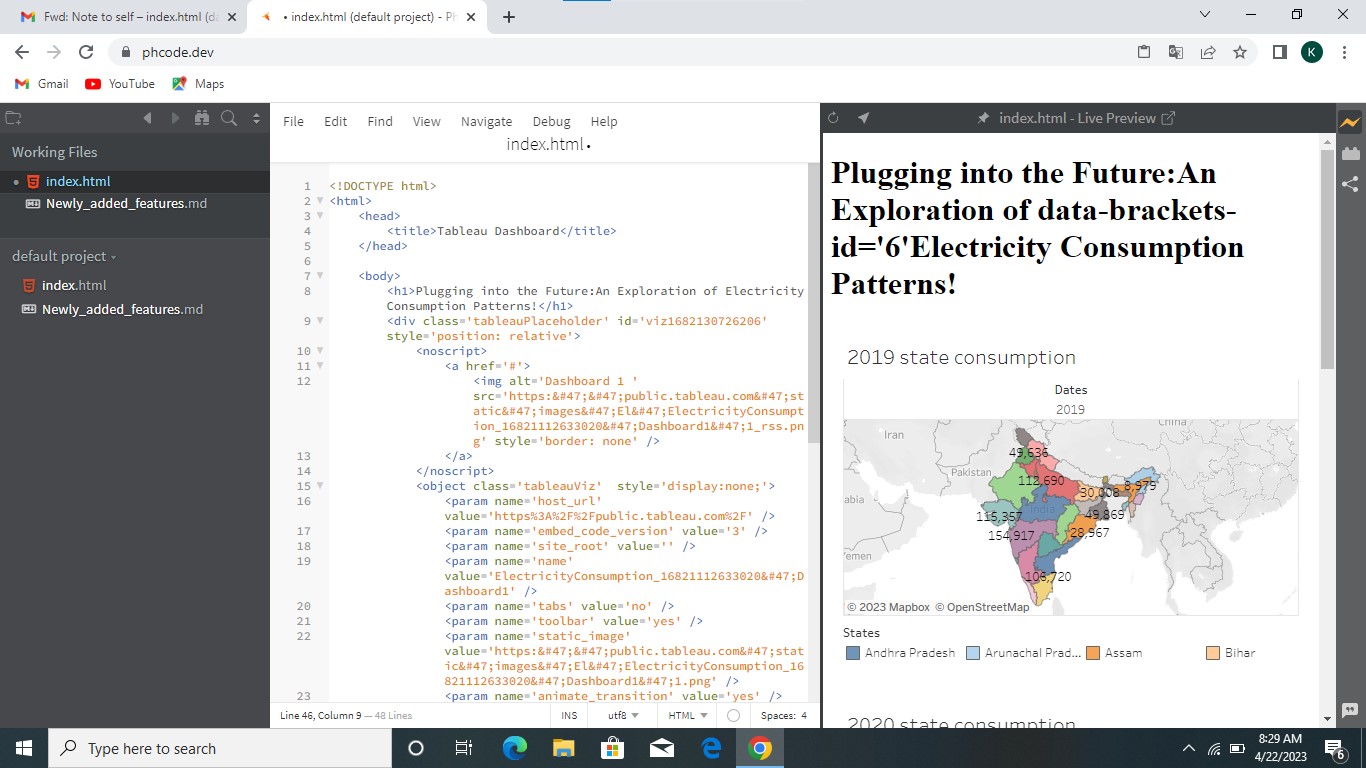 Fwd: Note to self – index.html (da
• index.html (default project) - Ph
phcode.dev
K
Gmail
YouTube
Maps
Working Files
index.html
Newly_added_features.md
default project
index.html
Newly_added_features.md
File Edit Find View Navigate Debug Help
index.html •
1 <!DOCTYPE html>
2 <html>
3 <head>
4 <title>Tableau Dashboard</title>
5 </head>
6
7 <body>
8 <h1>Plugging into the Future:An Exploration of Electricity
Consumption Patterns!</h1>
9 <div class='tableauPlaceholder' id='viz1682130726206'
style='position: relative'>
10 <noscript>
11 <a href='#'>
12 <img alt='Dashboard 1 '
src='https:&#47;&#47;public.tableau.com&#47;st
atic&#47;images&#47;El&#47;ElectricityConsumpt
ion_16821112633020&#47;Dashboard1&#47;1_rss.pn
g' style='border: none' />
13 </a>
14 </noscript>
15 <object class='tableauViz'  style='display:none;'>
16 <param name='host_url'
value='https%3A%2F%2Fpublic.tableau.com%2F' />
17 <param name='embed_code_version' value='3' />
18 <param name='site_root' value='' />
19 <param name='name'
value='ElectricityConsumption_16821112633020&#47;D
ashboard1' />
20 <param name='tabs' value='no' />
21 <param name='toolbar' value='yes' />
22 <param name='static_image'
value='https:&#47;&#47;public.tableau.com&#47;stat
ic&#47;images&#47;El&#47;ElectricityConsumption_16
821112633020&#47;Dashboard1&#47;1.png' />
23 <param name='animate_transition' value='yes' />
Line 46, Column 9 — 48 Lines
INS
utf8
HTML
Spaces: 4
index.html - Live Preview
Plugging into the Future:An
Exploration of data-brackets-
id='6'Electricity Consumption
Patterns!
2019 state consumption
Dates
2019
Iran
China
Pakistan
abia
India
Yemen
49,636
112,690
30,008
8,979
115,357
49,869
154,917
28,967
106,720
© 2023 Mapbox © OpenStreetMap
States
Andhra Pradesh
Arunachal Prad...
Assam
Bihar
2020 state consumption
Type here to search
8:29 AM
4/22/2023
6